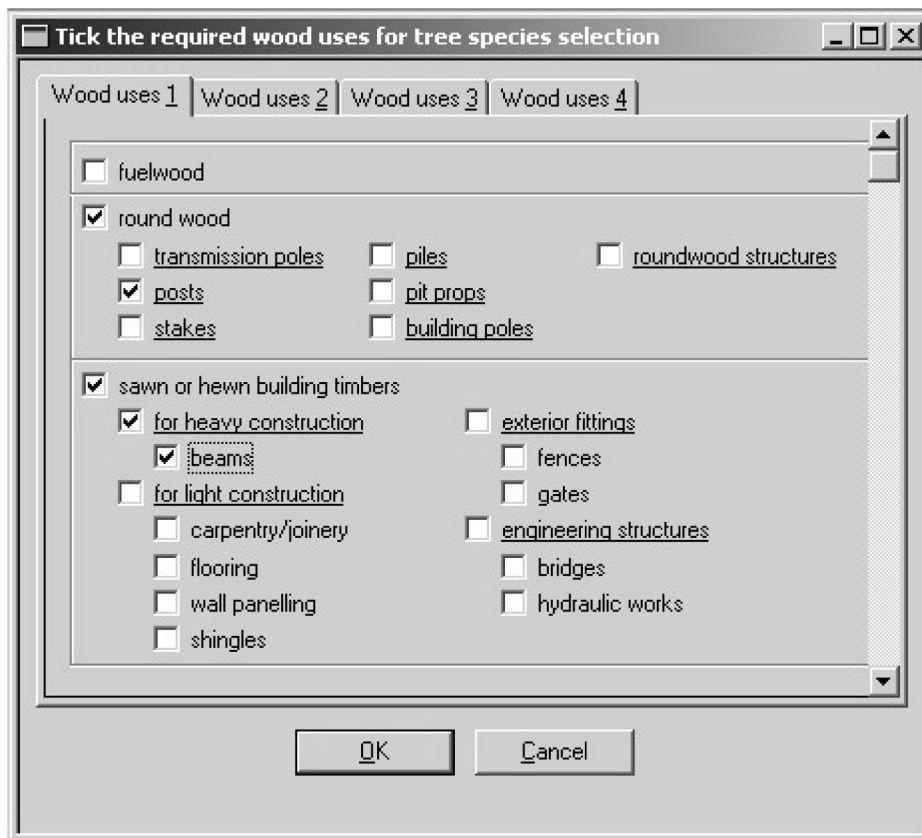 Tick the required wood uses for tree species selection
Wood uses 1 Wood uses 2 Wood uses 3 Wood uses 4
fuelwood
round wood
transmission poles piles roundwood structures
posts pit props
stakes building poles
sawn or hewn building timbers
for heavy construction exterior fittings
beams fences
for light construction gates
carpentry/joinery engineering structures
flooring bridges
wall panelling hydraulic works
shingles
OK Cancel